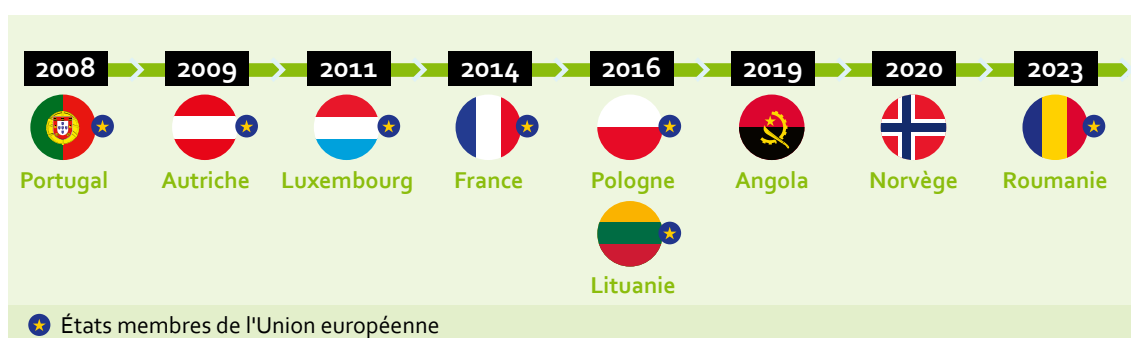 2008 2009 2011 2014 2016 2019 2020 2023
Portugal Autriche Luxembourg France Pologne Angola Norvège Roumanie
Lituanie
États membres de l'Union européenne